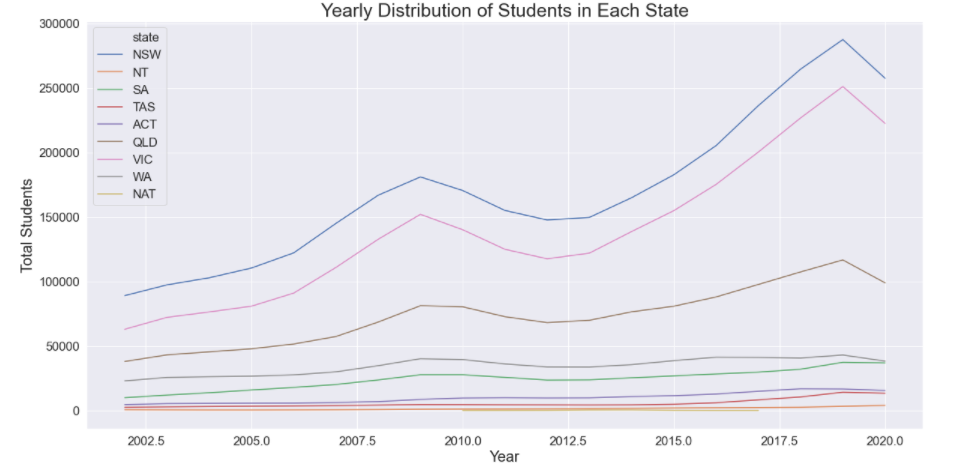 Yearly Distribution of Students in Each State
300000
250000
200000
150000
100000
50000
0
Total Students
state
NSW
NT
SA
TAS
ACT
QLD
VIC
WA
NAT
2002.5 2005.0 2007.5 2010.0 2012.5 2015.0 2017.5 2020.0
Year